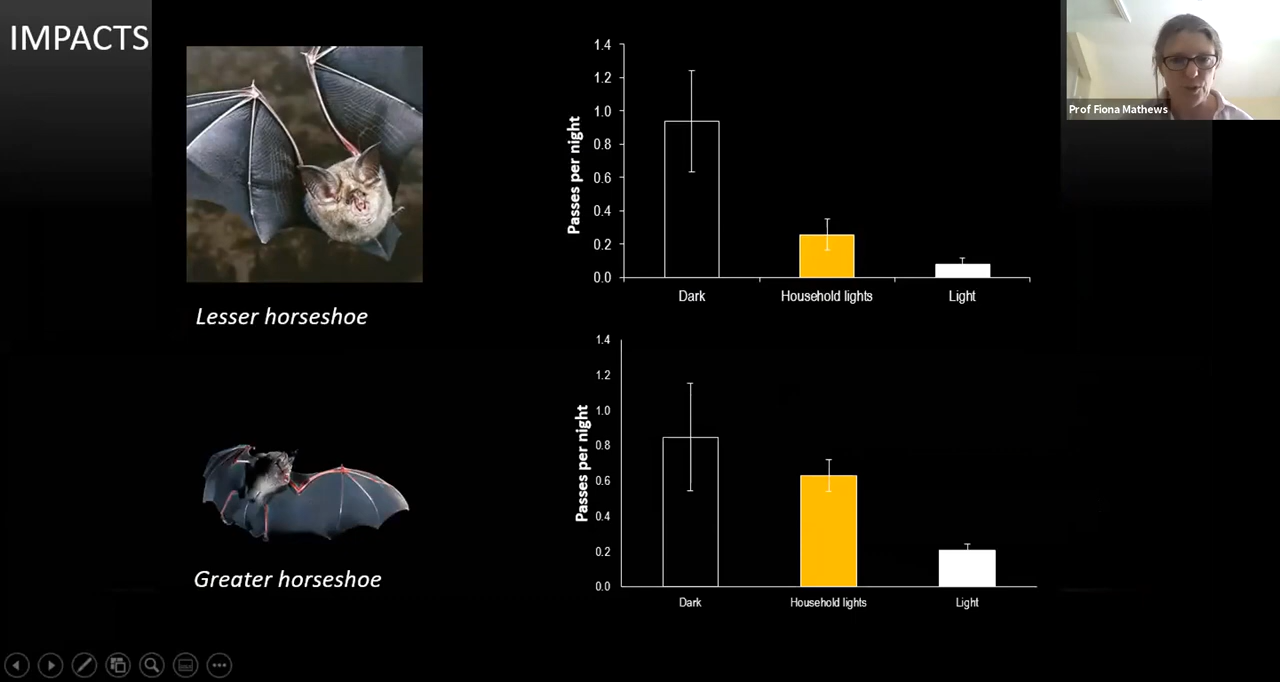 IMPACTS
Prof Fiona Mathews
Lesser horseshoe
Passes per night
1.4
1.2
1.0
0.8
0.6
0.4
0.2
0.0
Dark
Household lights
Light
Greater horseshoe
Passes per night
1.4
1.2
1.0
0.8
0.6
0.4
0.2
0.0
Dark
Household lights
Light